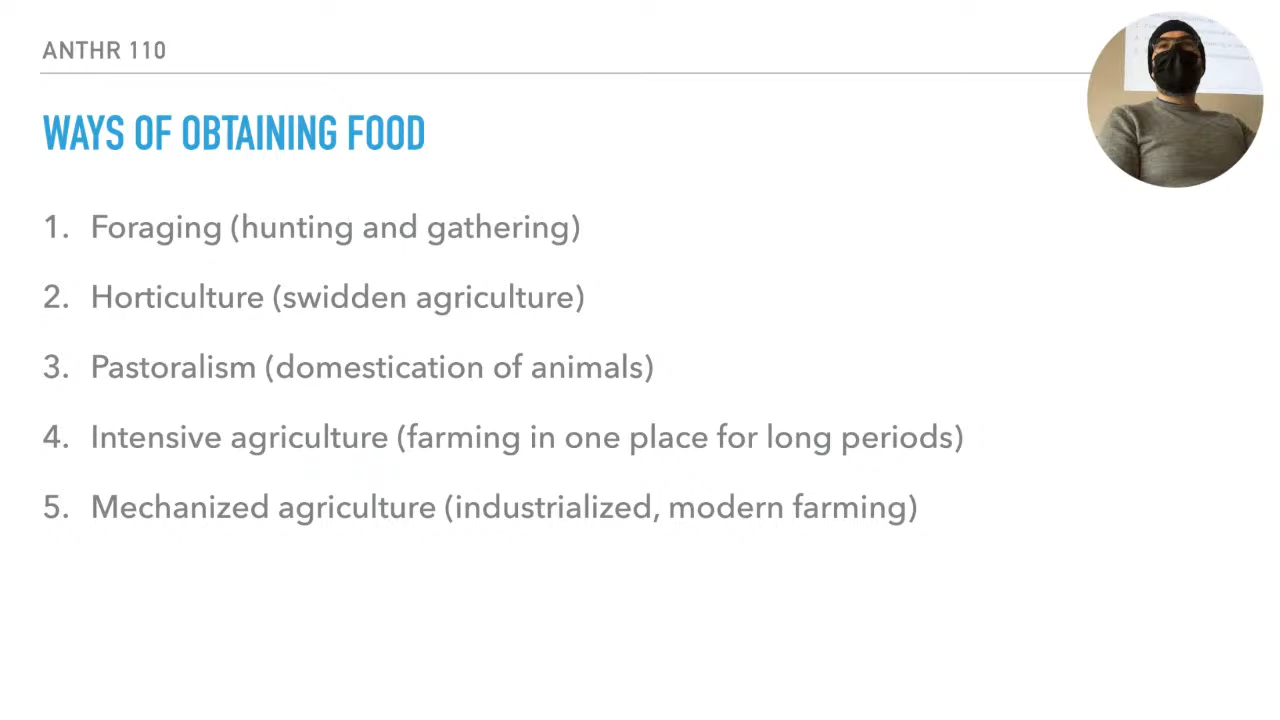 ANTHR 110
WAYS OF OBTAINING FOOD
1. Foraging (hunting and gathering)
2. Horticulture (swidden agriculture)
3. Pastoralism (domestication of animals)
4. Intensive agriculture (farming in one place for long periods)
5. Mechanized agriculture (industrialized, modern farming)